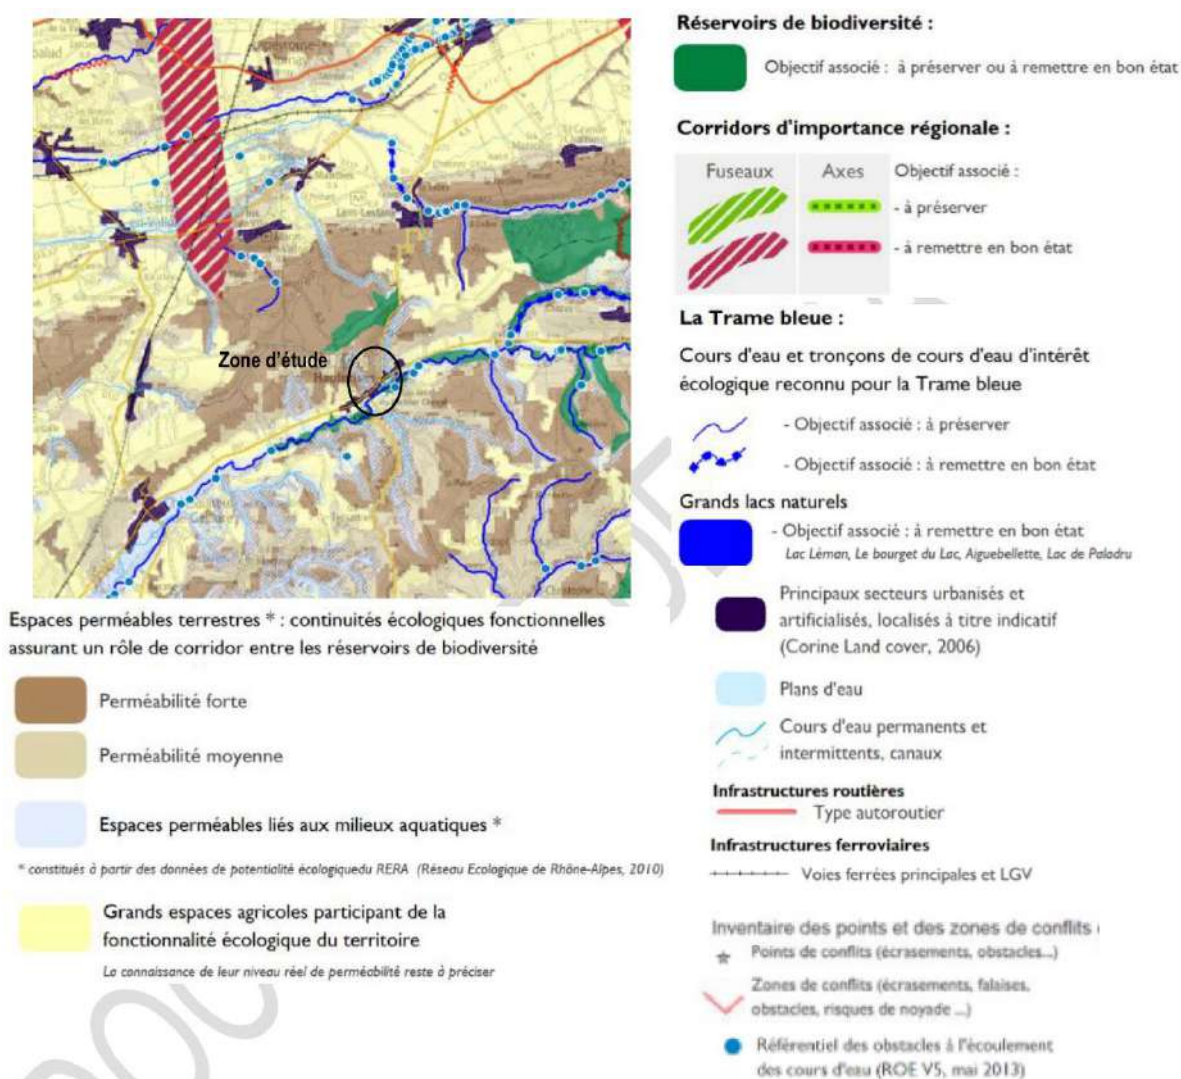 Zone d'étude
Réservoirs de biodiversité :
Objectif associé : à préserver ou à remettre en bon état
Corridors d'importance régionale :
Fuseaux
Axes
Objectif associé :
- à préserver
- à remettre en bon état
La Trame bleue :
Cours d'eau et tronçons de cours d'eau d'intérêt
écologique reconnu pour la Trame bleue
- Objectif associé : à préserver
- Objectif associé : à remettre en bon état
Grands lacs naturels
- Objectif associé : à remettre en bon état
Lac Léman, Le bourget du Lac, Aiguebellette, Lac de Paladru
Principaux secteurs urbanisés et
artificialisés, localisés à titre indicatif
(Corine Land cover, 2006)
Plans d'eau
Cours d'eau permanents et
intermittents, canaux
Infrastructures routières
Type autoroutier
Infrastructures ferroviaires
Voies ferrées principales et LGV
Inventaire des points et des zones de conflits
Points de conflits (écrasements, obstacles...)
Zones de conflits (écrasements, falaises,
obstacles, risques de noyade ...)
Référentiel des obstacles à l'écoulement
des cours d'eau (ROE V5, mai 2013)
Espaces perméables terrestres * : continuités écologiques fonctionnelles
assurant un rôle de corridor entre les réservoirs de biodiversité
Perméabilité forte
Perméabilité moyenne
Espaces perméables liés aux milieux aquatiques *
* constitués à partir des données de potentialité écologiquedu RERA (Réseau Ecologique de Rhône-Alpes, 2010)
Grands espaces agricoles participant de la
fonctionnalité écologique du territoire
La connaissance de leur niveau réel de perméabilité reste à préciser